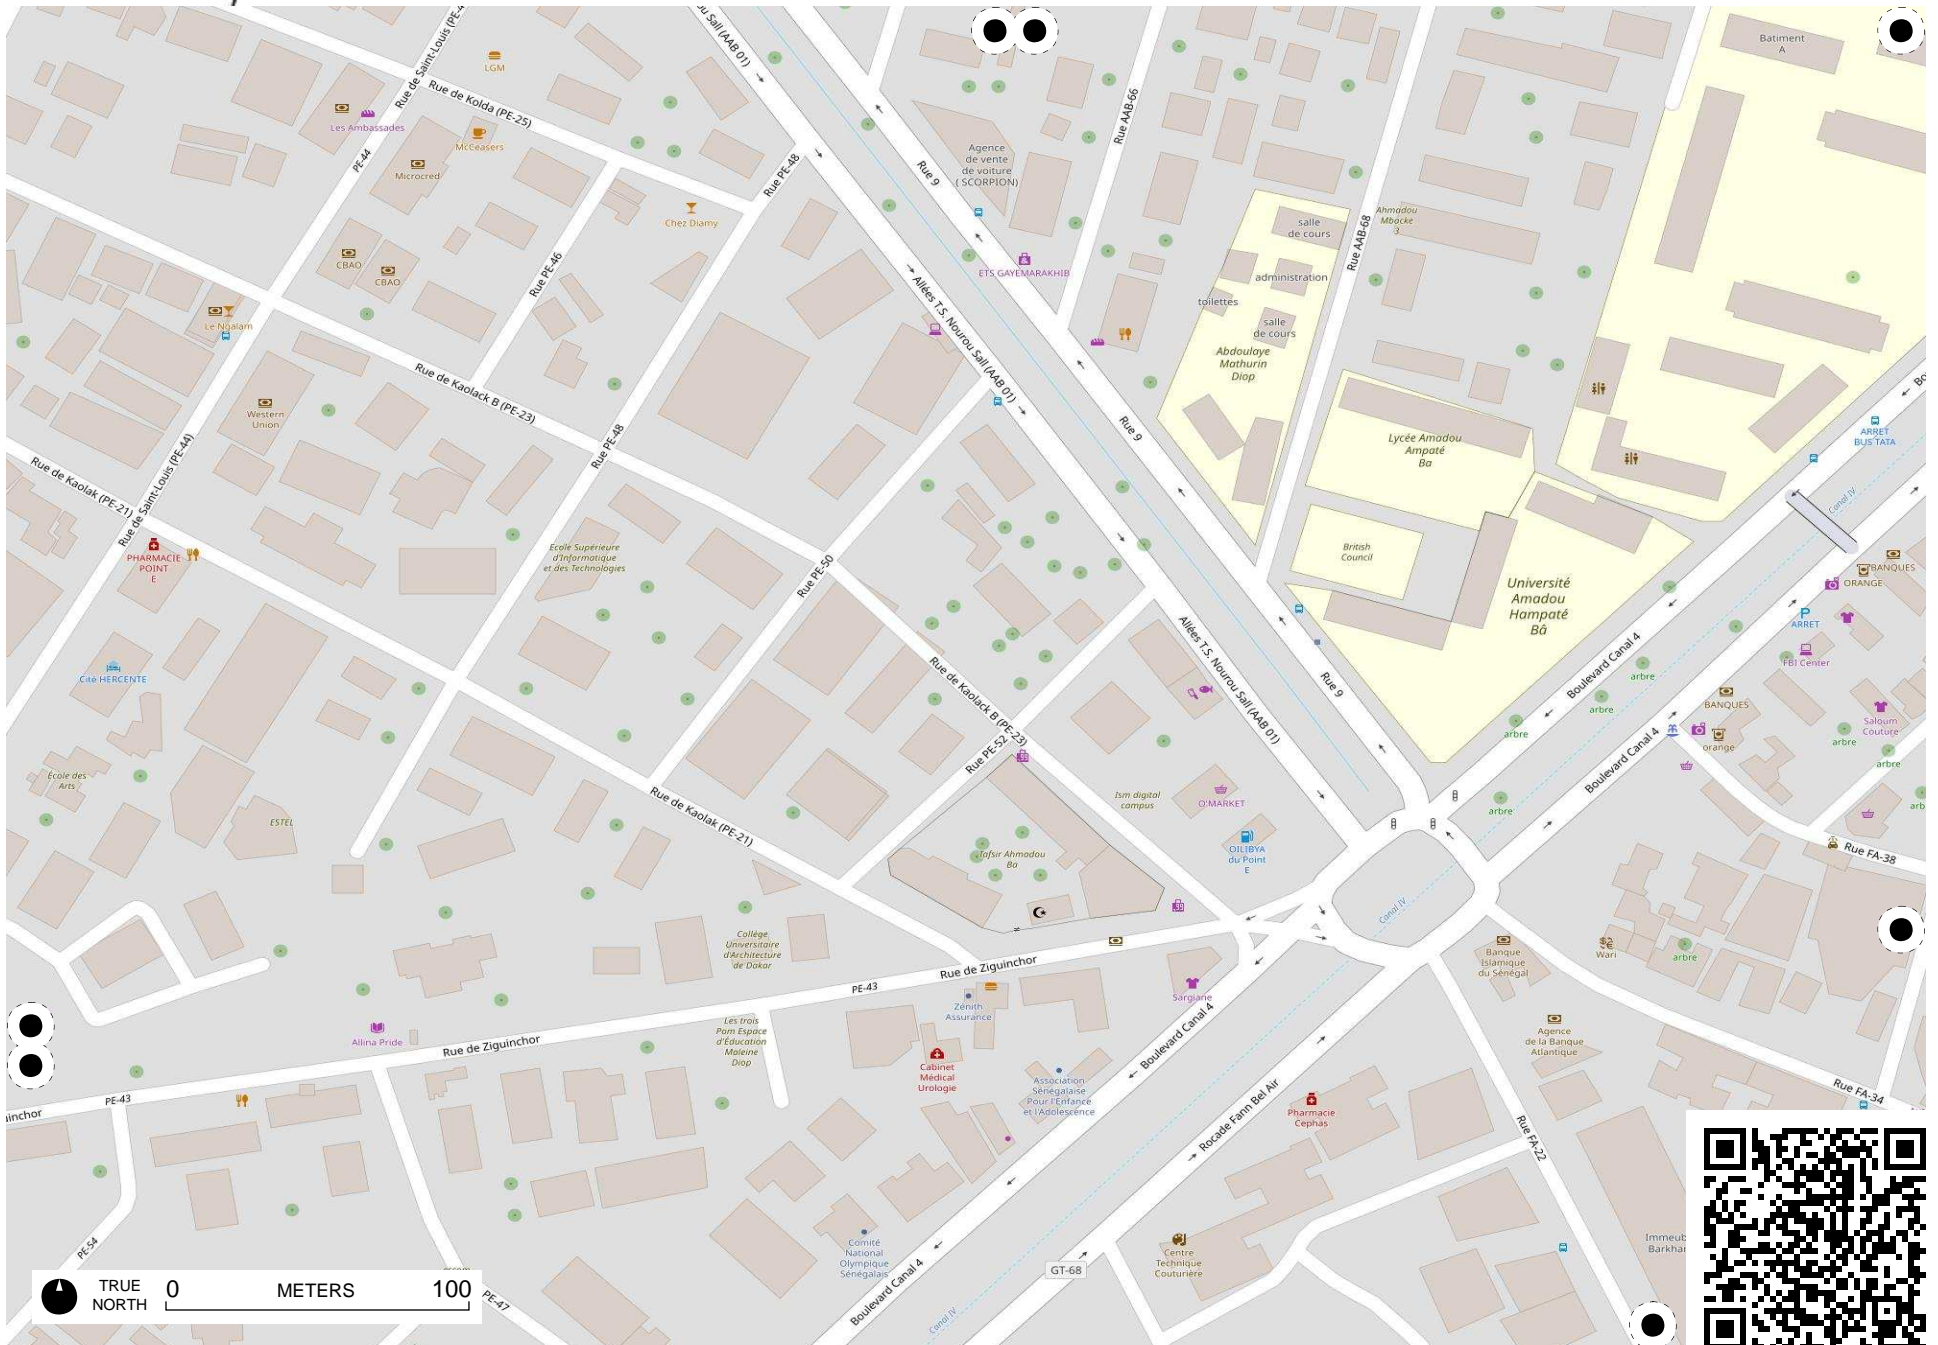 Rue de Saint-Louis (PE-4
ou Sall (AAB 01)
Batiment
A
LGM
Rue de Kolda (PE-25)
Les Ambassades
McCeasers
PE-44
Microcred
Rue PE-48
Rue 9
Agence
de vente
de voiture
( SCORPION)
Rue AAB-66
Chez Diamy
salle
de cours
Ahmadou
Mbacké
3
Rue AAB-68
CBAO
CBAO
Rue PE-46
ETS GAYEMARAKHIB
administration
toilettes
Le Ngalam
Allées T.S. Nourou Sall (AAB 01)
salle
de cours
Abdoulaye
Mathurin
Diop
Rue de Kaolack B (PE-23)
Western
Union
Rue 9
Bo
Rue PE-48
Lycée Amadou
Ampaté
Ba
ARRET
BUS TATA
Rue de Kaolak (PE-21)
Rue de Saint-Louis (PE-44)
Canal IV
PHARMACIE
POINT
E
Ecole Supérieure
d'Informatique
et des Technologies
Rue PE-50
British
Council
Université
Amadou
Hampaté
Bâ
BANQUES
ORANGE
ARRET
Cité HERCENTE
Allées T.S. Nourou Sall (AAB 01)
Rue 9
Boulevard Canal 4
FBI Center
arbre
Rue de Kaolack B (PE-23)
arbre
BANQUES
Saloum
Couture
arbre
orange
arbre
arbre
Rue PE-52
Boulevard Canal 4
École des
Arts
ESTEL
Rue de Kaolak (PE-21)
Ism digital
campus
O'MARKET
arbre
arb
OILIBYA
du Point
E
Tafsir Ahmadou
Ba
Rue FA-38
Canal IV
Collège
Universitaire
d'Architecture
de Dakar
Banque
Islamique
du Sénégal
Wari
arbre
Rue de Ziguinchor
PE-43
Sargiane
Zénith
Assurance
Les trois
Pom Espace
d'Éducation
Maleine
Diop
Allina Pride
Rue de Ziguinchor
Agence
de la Banque
Atlantique
Boulevard Canal 4
Cabinet
Médical
Urologie
Association
Sénégalaise
Pour l'Enfance
et l'Adolescence
Rue FA-34
PE-43
uinchor
Rocade Fann Bel Air
Pharmacie
Cephas
Rue FA-22
PE-54
Comité
National
Olympique
Sénégalais
Centre
Technique
Couturière
Immeub
Barkhar
GT-68
Boulevard Canal 4
TRUE
NORTH
0 METERS 100
PE-47
Canal IV